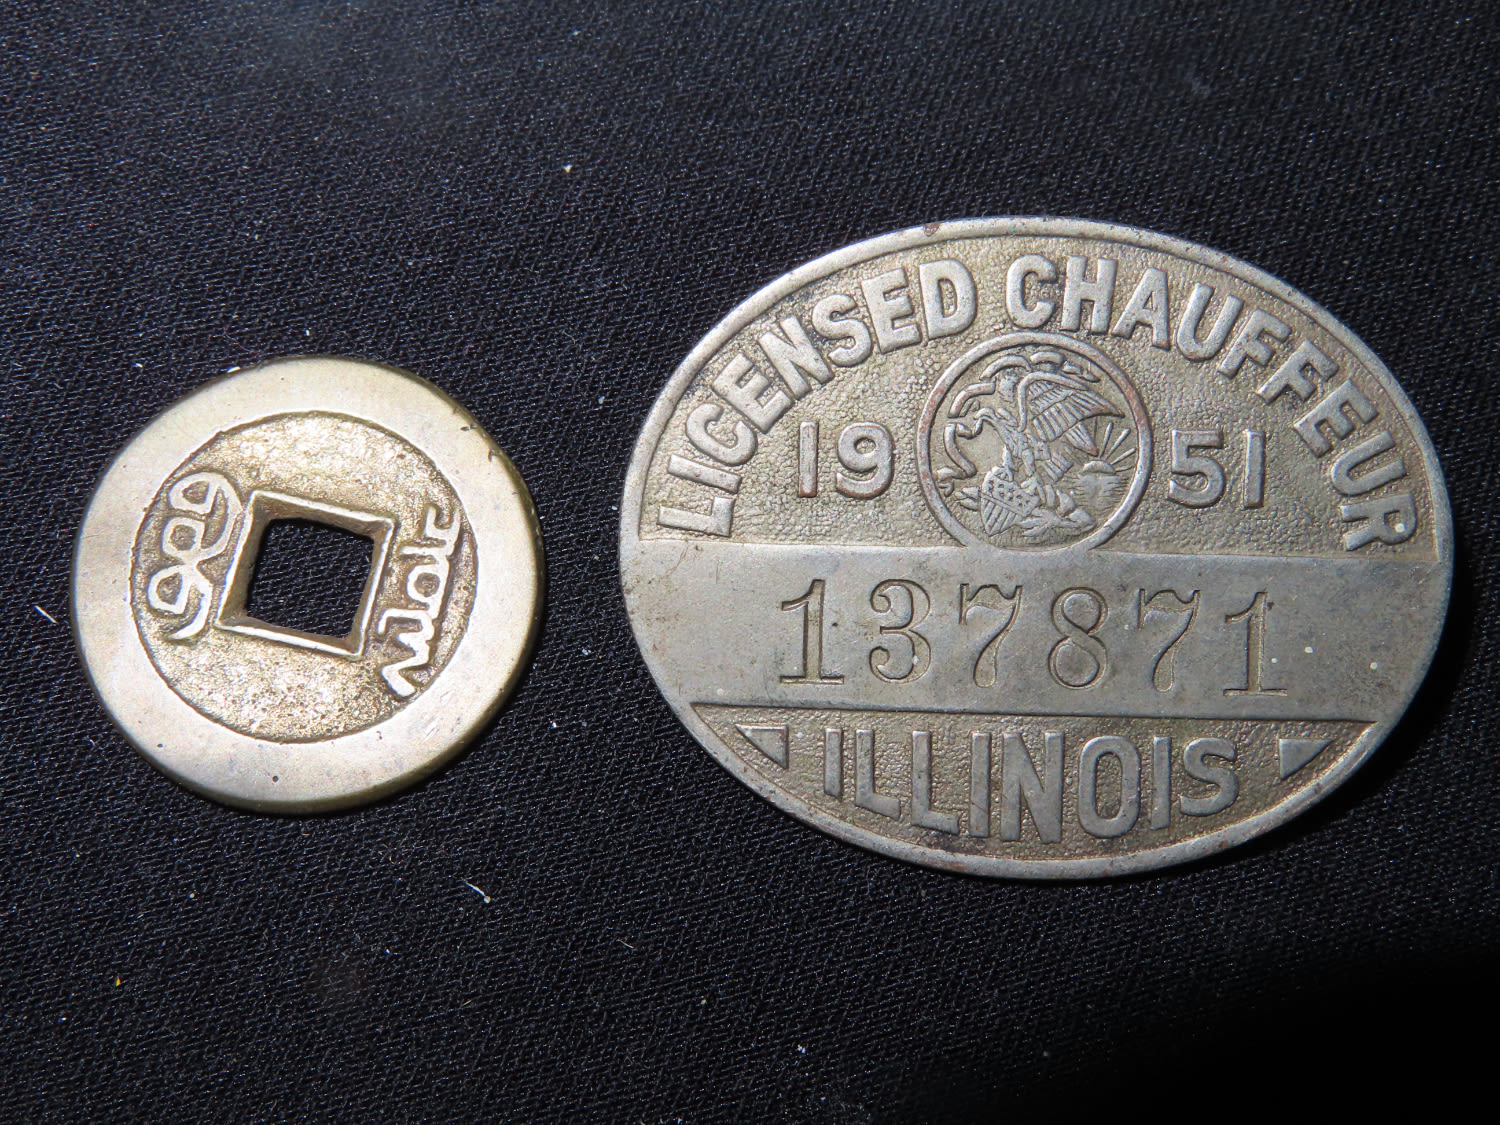 LICENSED CHAUFFEUR
19 51
137871
ILLINOIS